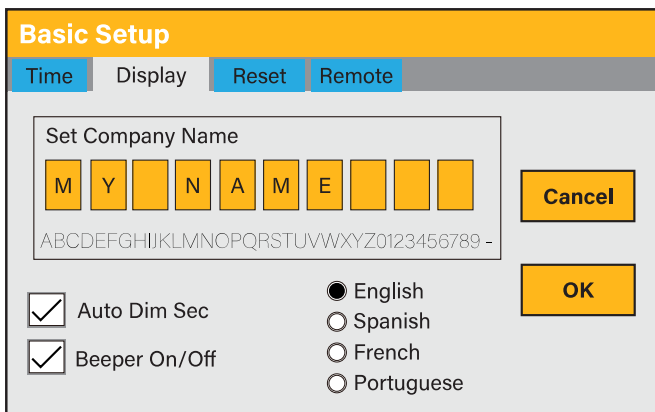 Basic Setup
Time Display Reset Remote
Set Company Name
M Y N A M E
ABCDEFGHIJKLMNOPQRSTUVWXYZ0123456789 -
Cancel
OK
Auto Dim Sec
Beeper On/Off
English
Spanish
French
Portuguese